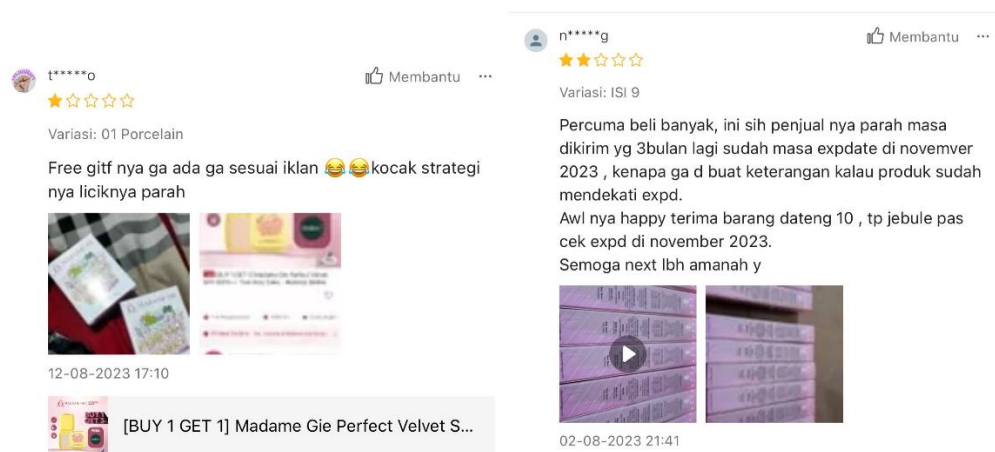 t*****o
Membantu
Variasi: 01 Porcelain
Free gitf nya ga ada ga sesuai iklan 😂😂kocak strategi
nya liciknya parah
12-08-2023 17:10
[BUY 1 GET 1] Madame Gie Perfect Velvet S...
n*****g
Membantu
Variasi: ISI 9
Percuma beli banyak, ini sih penjual nya parah masa
dikirim yg 3bulan lagi sudah masa expdate di novemver
2023 , kenapa ga d buat keterangan kalau produk sudah
mendekati expd.
Awl nya happy terima barang dateng 10 , tp jebule pas
cek expd di november 2023.
Semoga next lbh amanah y
02-08-2023 21:41